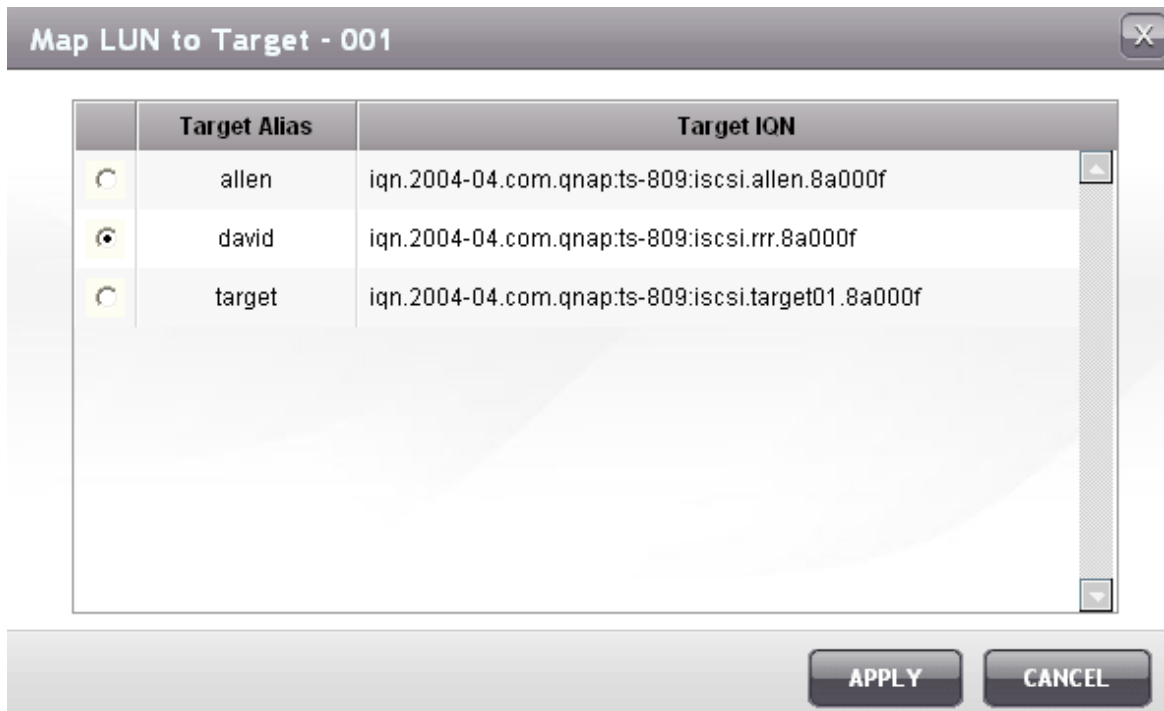 Map LUN to Target - 001
X
Target Alias Target IQN
allen iqn.2004-04.com.qnap:ts-809:iscsi.allen.8a000f
david iqn.2004-04.com.qnap:ts-809:iscsi.rrr.8a000f
target iqn.2004-04.com.qnap:ts-809:iscsi.target01.8a000f
APPLY CANCEL